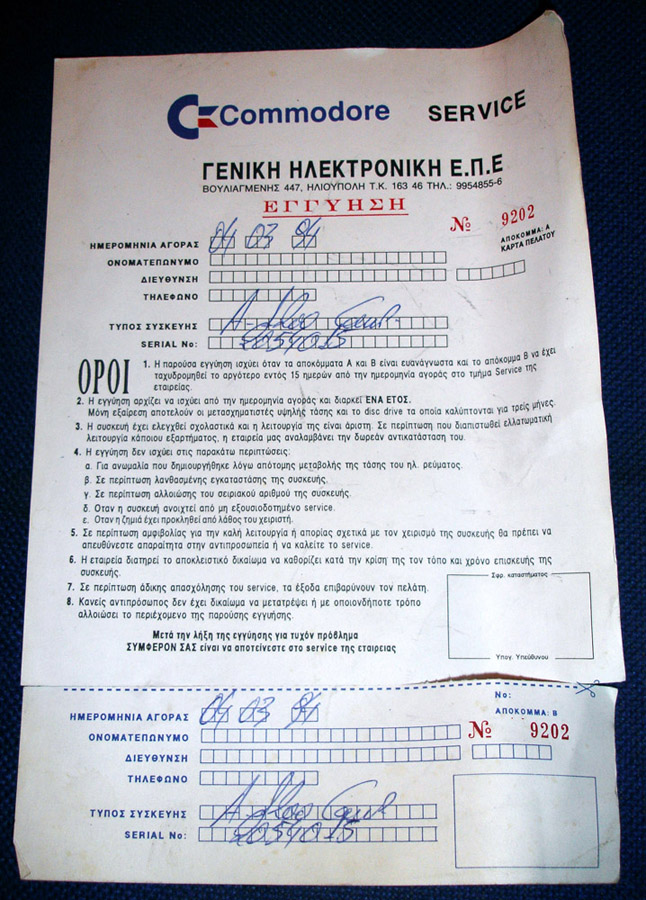 Commodore SERVICE
ΓΕΝΙΚΗ ΗΛΕΚΤΡΟΝΙΚΗ Ε.Π.Ε
ΒΟΥΛΙΑΓΜΕΝΗΣ 447, ΗΛΙΟΥΠΟΛΗ Τ.Κ. 163 46 ΤΗΛ.: 9954855-6
ΕΓΓΥΗΣΗ
№ 9202
ΑΠΟΚΟΜΜΑ: Α
ΚΑΡΤΑ ΠΕΛΑΤΟΥ
ΗΜΕΡΟΜΗΝΙΑ ΑΓΟΡΑΣ 04 03 94
ΟΝΟΜΑΤΕΠΩΝΥΜΟ
ΔΙΕΥΘΥΝΣΗ
ΤΗΛΕΦΩΝΟ
ΤΥΠΟΣ ΣΥΣΚΕΥΗΣ
SERIAL No:
ΟΡΟΙ
1. Η παρούσα εγγύηση ισχύει όταν τα αποκόμματα Α και Β είναι ευανάγνωστα και το απόκομμα Β να έχει
ταχυδρομηθεί το αργότερο εντός 15 ημερών από την ημερομηνία αγοράς στο τμήμα Service της
εταιρείας.
2. Η εγγύηση αρχίζει να ισχύει από την ημερομηνία αγοράς και διαρκεί ΕΝΑ ΕΤΟΣ.
Μόνη εξαίρεση αποτελούν οι μετασχηματιστές υψηλής τάσης και το disc drive τα οποία καλύπτονται για τρείς μήνες.
3. Η συσκευή έχει ελεγχθεί σχολαστικά και η λειτουργία της είναι άριστη. Σε περίπτωση που διαπιστωθεί ελλατωματική
λειτουργία κάποιου εξαρτήματος, η εταιρεία μας αναλαμβάνει την δωρεάν αντικατάσταση του.
4. Η εγγύηση δεν ισχύει στις παρακάτω περιπτώσεις:
α. Για ανωμαλία που δημιουργήθηκε λόγω απότομης μεταβολής της τάσης του ηλ. ρεύματος.
β. Σε περίπτωση λανθασμένης εγκαταστάσης της συσκευής.
γ. Σε περίπτωση αλλοιώσης του σειριακού αριθμού της συσκευής.
δ. Οταν η συσκευή ανοιχτεί από μη εξουσιοδοτημένο service.
ε. Οταν η ζημιά έχει προκληθεί από λάθος του χειριστή.
5. Σε περίπτωση αμφιβολίας για την καλή λειτουργία ή απορίας σχετικά με τον χειρισμό της συσκευής θα πρέπει να
απευθύνεστε απαραίτητα στην αντιπροσωπεία ή να καλείτε το service.
6. Η εταιρεία διατηρεί το αποκλειστικό δικαίωμα να καθορίζει κατά την κρίση της τον τόπο και χρόνο επισκευής της
συσκευής.
7. Σε περίπτωση άδικης απασχόλησης του service, τα έξοδα επιβαρύνουν τον πελάτη.
8. Κανείς αντιπρόσωπος δεν έχει δικαίωμα να μετατρέψει ή με οποιονδήποτε τρόπο
αλλοιώσει το περιεχόμενο της παρούσης εγγυήσης.
Σφρ. καταστήματος
Υπογ. Υπεύθυνου
Μετά την λήξη της εγγύησης για τυχόν πρόβλημα
ΣΥΜΦΕΡΟΝ ΣΑΣ είναι να αποτείνεστε στο service της εταιρείας
No:
ΑΠΟΚΟΜΜΑ: Β
№ 9202
ΗΜΕΡΟΜΗΝΙΑ ΑΓΟΡΑΣ 04 03 94
ΟΝΟΜΑΤΕΠΩΝΥΜΟ
ΔΙΕΥΘΥΝΣΗ
ΤΗΛΕΦΩΝΟ
ΤΥΠΟΣ ΣΥΣΚΕΥΗΣ
SERIAL No: